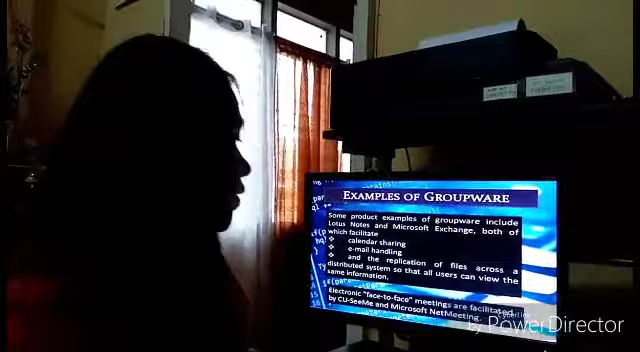 EXAMPLES OF GROUPWARE
Some product examples of groupware include
Lotus Notes and Microsoft Exchange, both of
which facilitate
❖ calendar sharing
❖ e-mail handling
❖ and the replication of files across a
distributed system so that all users can view the
same information.
Electronic "face-to-face" meetings are facilitated
by CU-SeeMe and Microsoft NetMeeting.
CyberLink
by PowerDirector